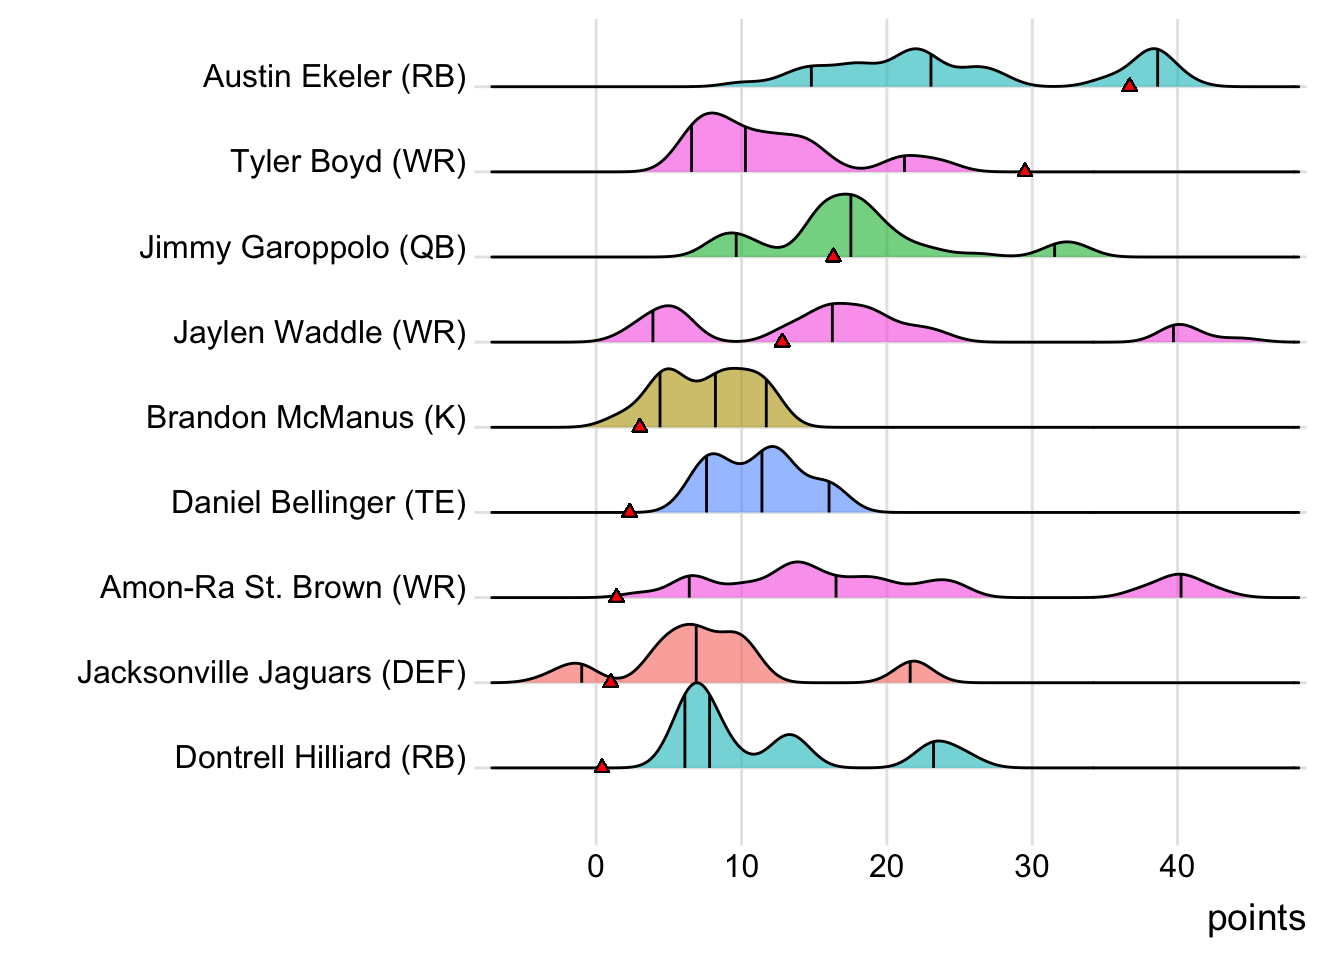 Austin Ekeler (RB)
Tyler Boyd (WR)
Jimmy Garoppolo (QB)
Jaylen Waddle (WR)
Brandon McManus (K)
Daniel Bellinger (TE)
Amon-Ra St. Brown (WR)
Jacksonville Jaguars (DEF)
Dontrell Hilliard (RB)
0 10 20 30 40
points